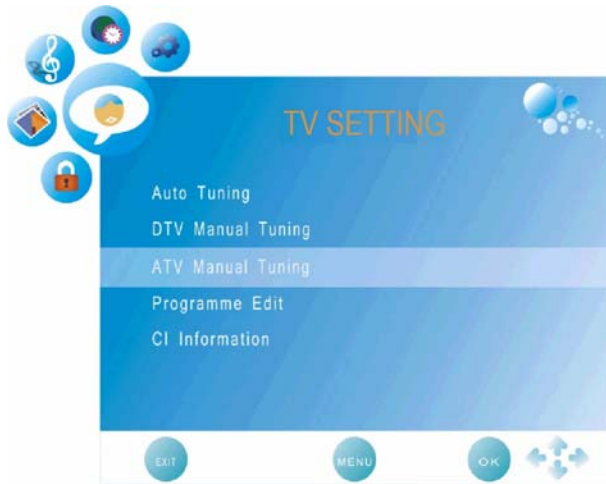 TV SETTING
Auto Tuning
DTV Manual Tuning
ATV Manual Tuning
Programme Edit
CI Information
EXIT MENU OK